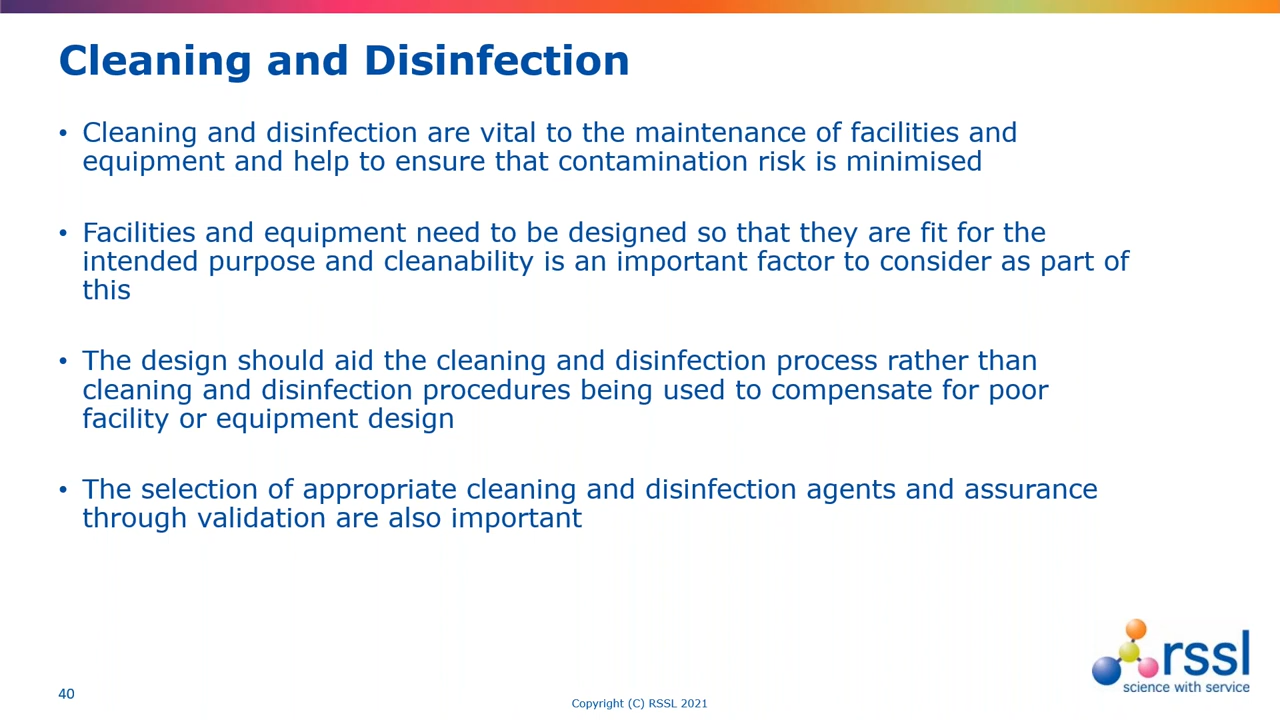 Cleaning and Disinfection
• Cleaning and disinfection are vital to the maintenance of facilities and
equipment and help to ensure that contamination risk is minimised
• Facilities and equipment need to be designed so that they are fit for the
intended purpose and cleanability is an important factor to consider as part of
this
• The design should aid the cleaning and disinfection process rather than
cleaning and disinfection procedures being used to compensate for poor
facility or equipment design
• The selection of appropriate cleaning and disinfection agents and assurance
through validation are also important
rssl
science with service
40
Copyright (C) RSSL 2021